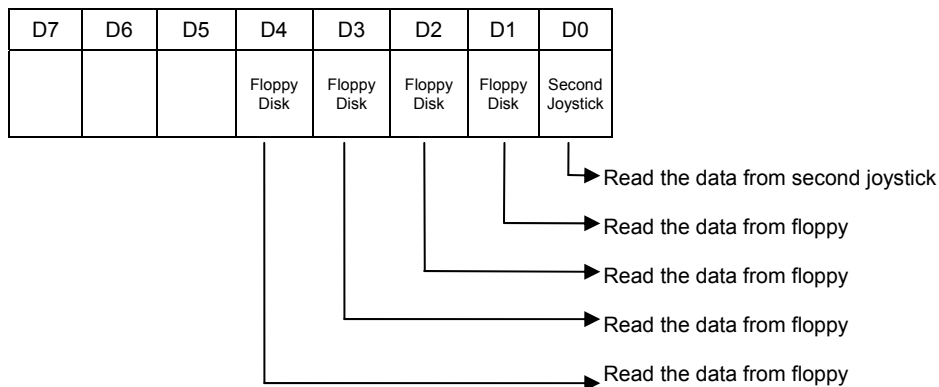 D7 D6 D5 D4 D3 D2 D1 D0
Floppy Disk Floppy Disk Floppy Disk Floppy Disk Second Joystick
Read the data from second joystick
Read the data from floppy
Read the data from floppy
Read the data from floppy
Read the data from floppy